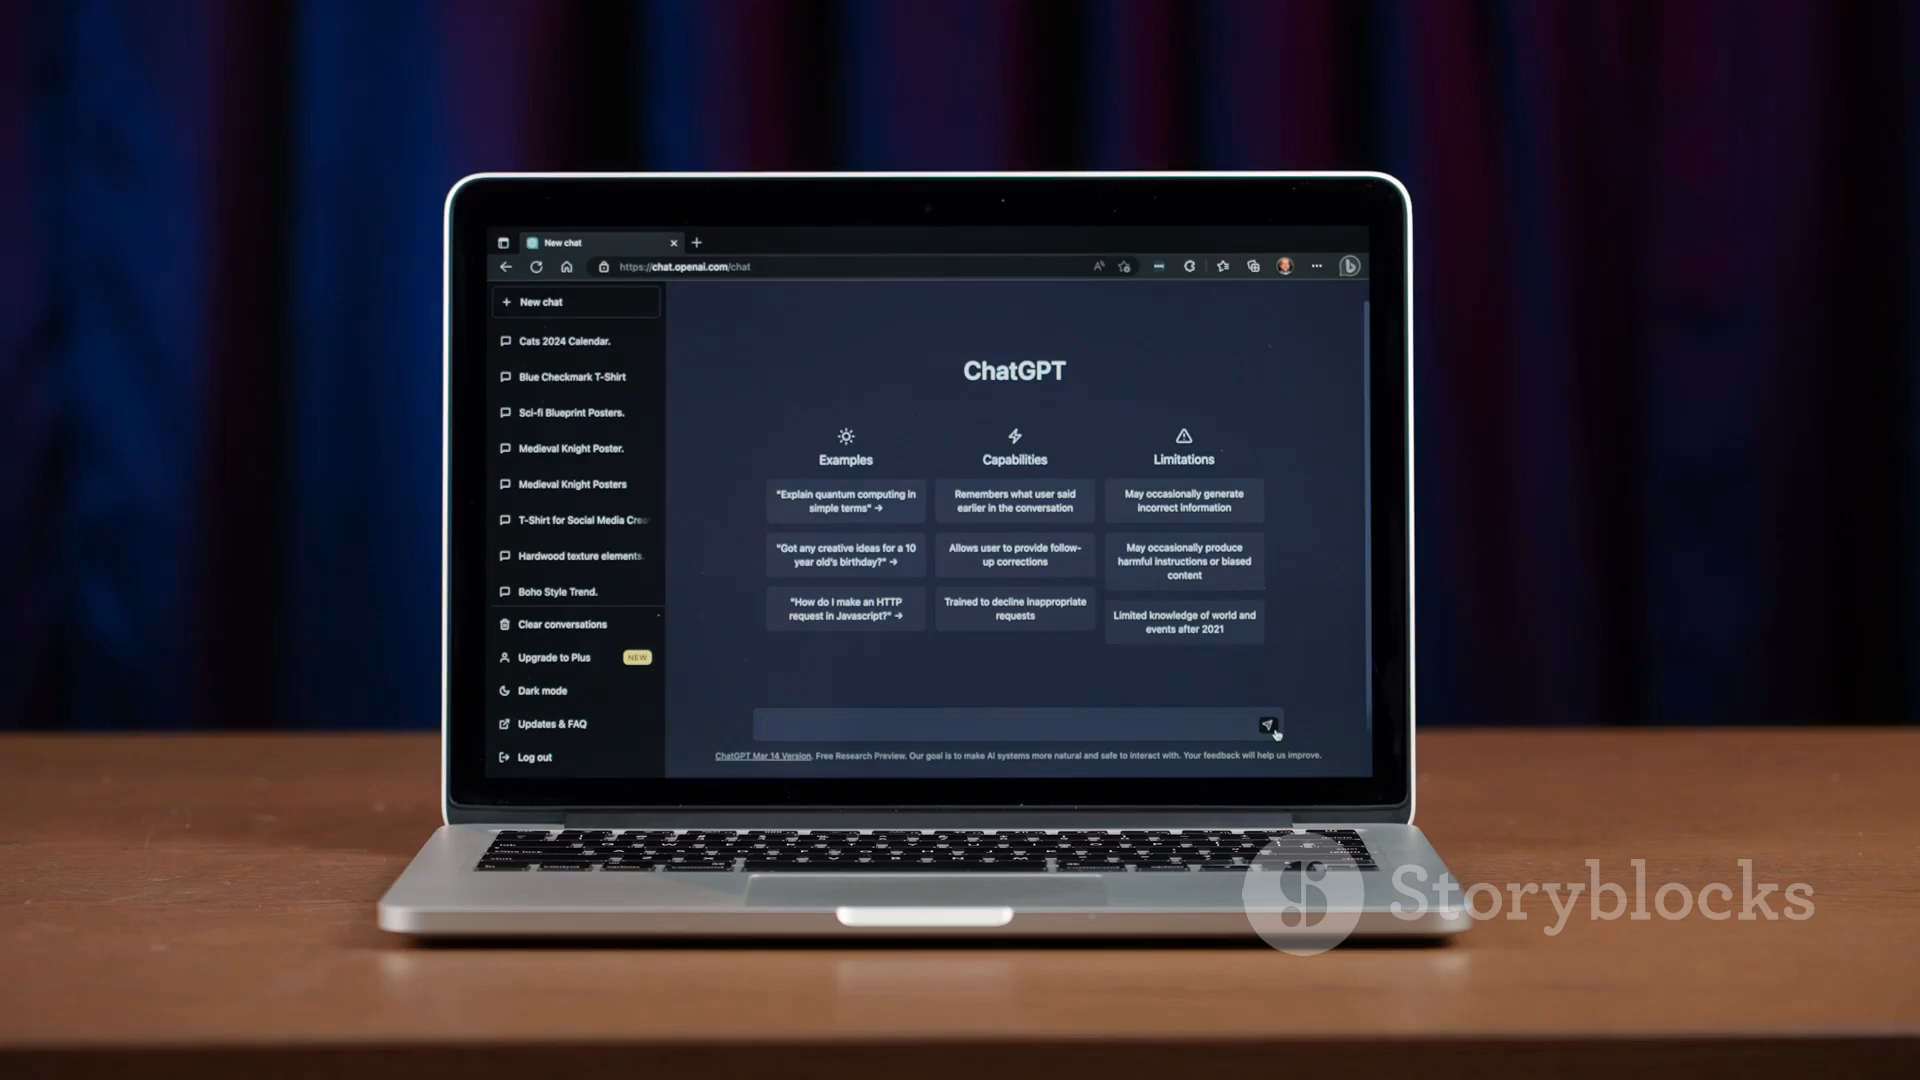 New chat
https://chat.openai.com/chat
New chat
Cats 2024 Calendar.
Blue Checkmark T-Shirt
Sci-fi Blueprint Posters.
Medieval Knight Poster.
Medieval Knight Posters
T-Shirt for Social Media Crea
Hardwood texture elements.
Boho Style Trend.
Clear conversations
Upgrade to Plus NEW
Dark mode
Updates & FAQ
Log out
ChatGPT
Examples
"Explain quantum computing in
simple terms" →
"Got any creative ideas for a 10
year old's birthday?" →
"How do I make an HTTP
request in Javascript?" →
Capabilities
Remembers what user said
earlier in the conversation
Allows user to provide follow-
up corrections
Trained to decline inappropriate
requests
Limitations
May occasionally generate
incorrect information
May occasionally produce
harmful instructions or biased
content
Limited knowledge of world and
events after 2021
ChatGPT Mar 14 Version. Free Research Preview. Our goal is to make AI systems more natural and safe to interact with. Your feedback will help us improve.
Storyblocks